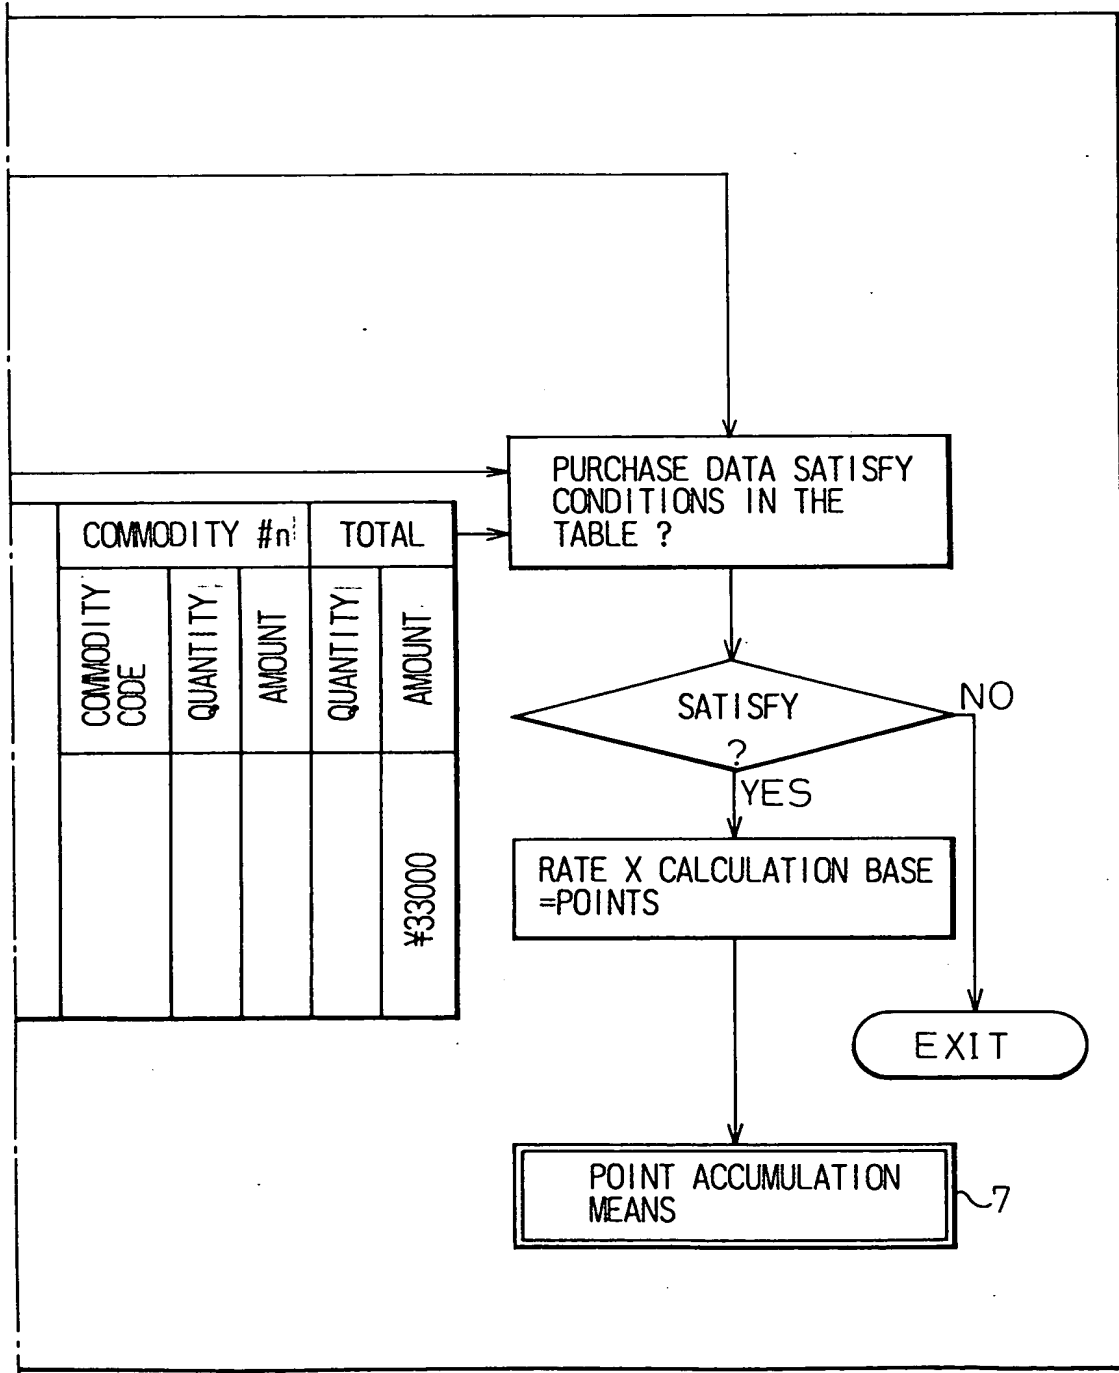 PURCHASE DATA SATISFY
CONDITIONS IN THE
TABLE ?
COMMODITY #n
TOTAL
COMMODITY
CODE
QUANTITY
AMOUNT
QUANTITY
AMOUNT
¥33000
SATISFY
?
NO
YES
RATE X CALCULATION BASE
=POINTS
EXIT
POINT ACCUMULATION
MEANS
7